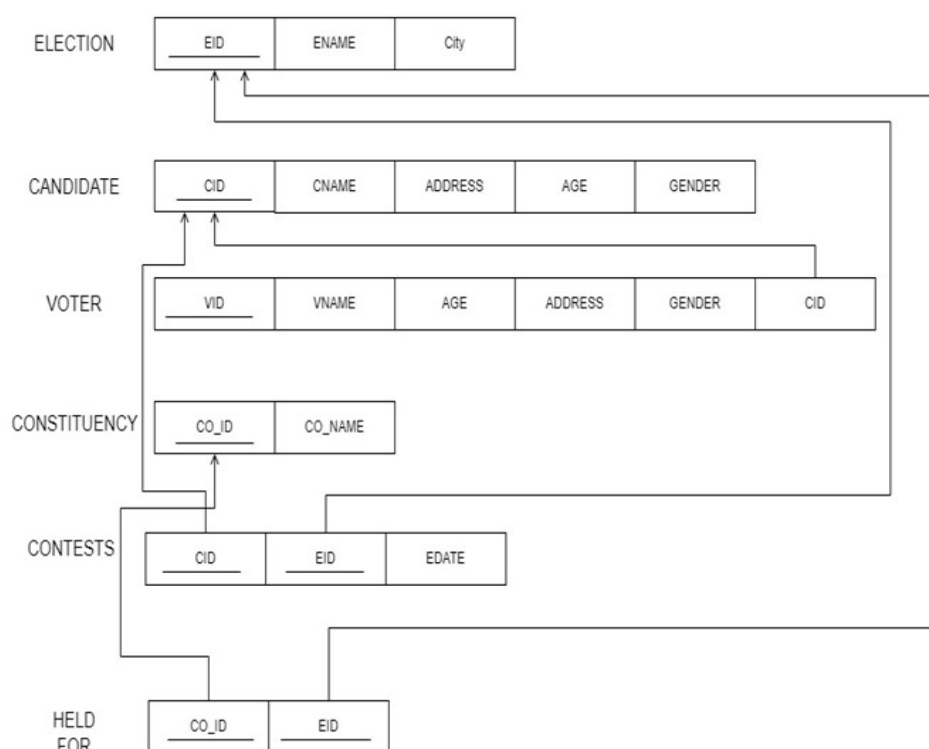 ELECTION EID ENAME City
CANDIDATE CID CNAME ADDRESS AGE GENDER
VOTER VID VNAME AGE ADDRESS GENDER CID
CONSTITUENCY CO_ID CO_NAME
CONTESTS CID EID EDATE
HELD CO_ID EID
FOR